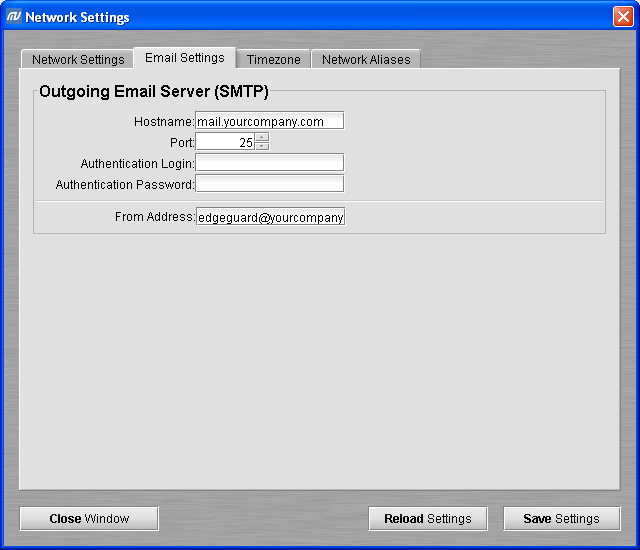 Network Settings
Network Settings Email Settings Timezone Network Aliases
Outgoing Email Server (SMTP)
Hostname: mail.yourcompany.com
Port: 25
Authentication Login:
Authentication Password:
From Address: edgeguard@yourcompany
Close Window Reload Settings Save Settings